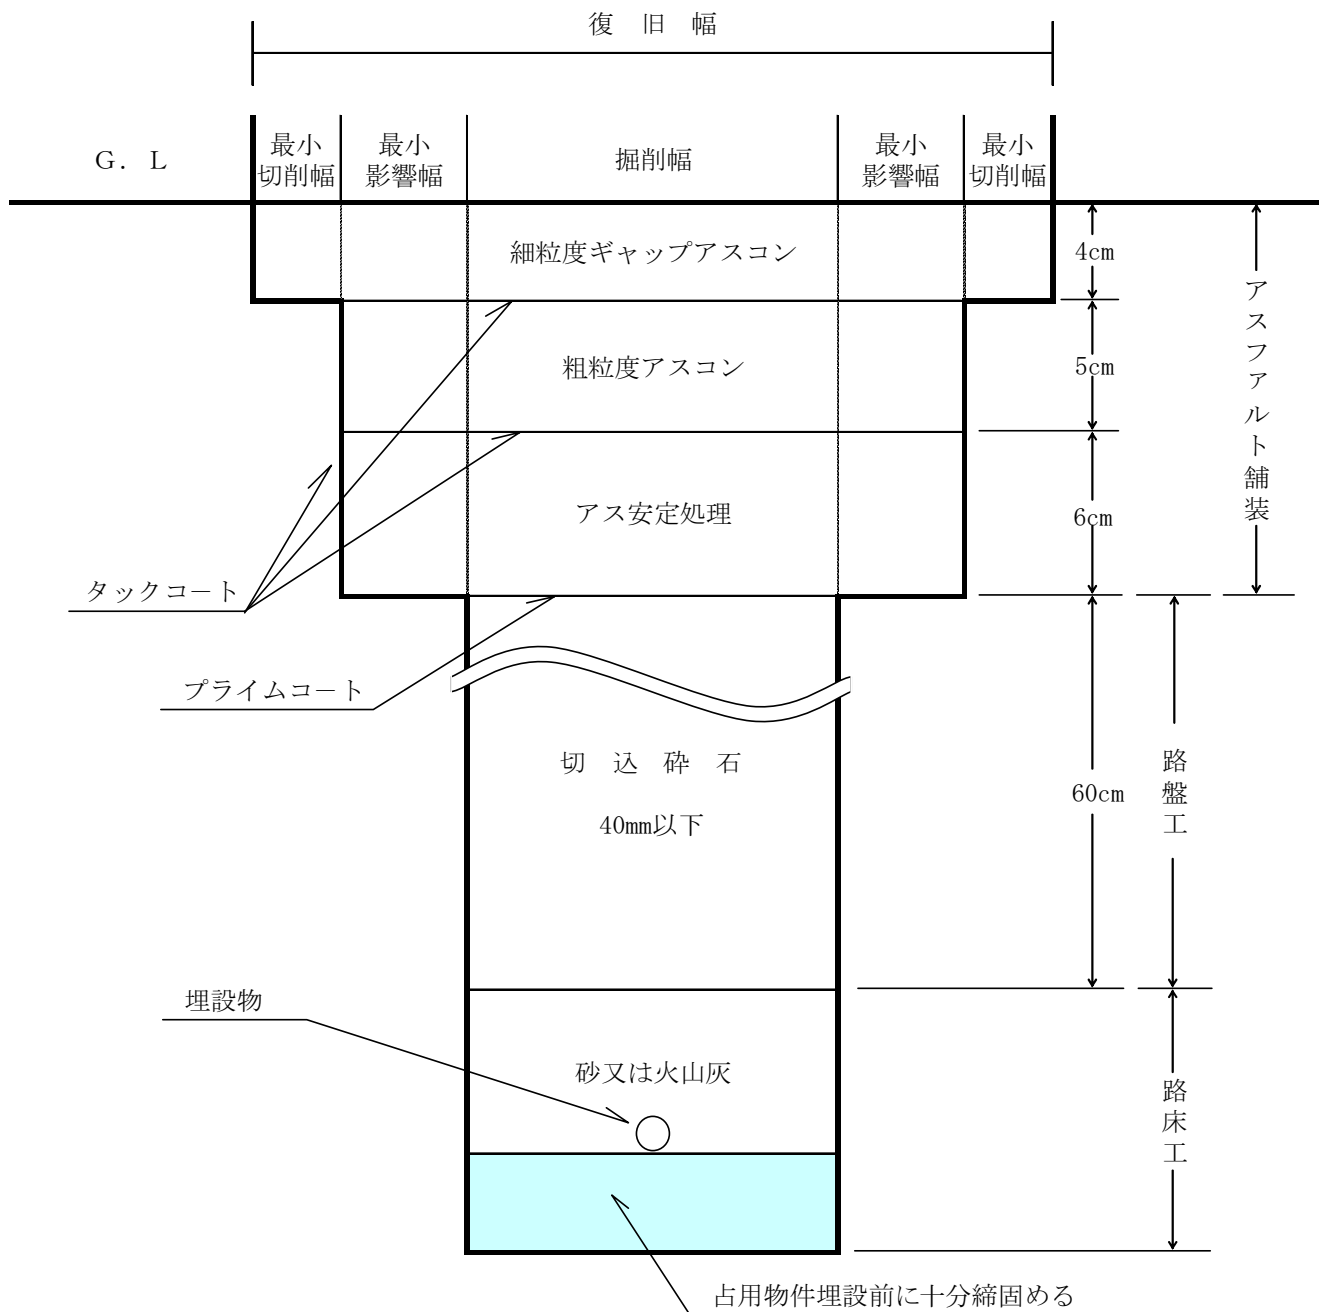 復 旧 幅
G. L
最小
切削幅
最小
影響幅
掘削幅
最小
影響幅
最小
切削幅
細粒度ギャップアスコン
4cm
粗粒度アスコン
5cm
アスファルト舗装
アス安定処理
6cm
タックコート
プライムコート
切 込 砕 石
40mm以下
60cm
路盤工
埋設物
砂又は火山灰
路床工
占用物件埋設前に十分締固める